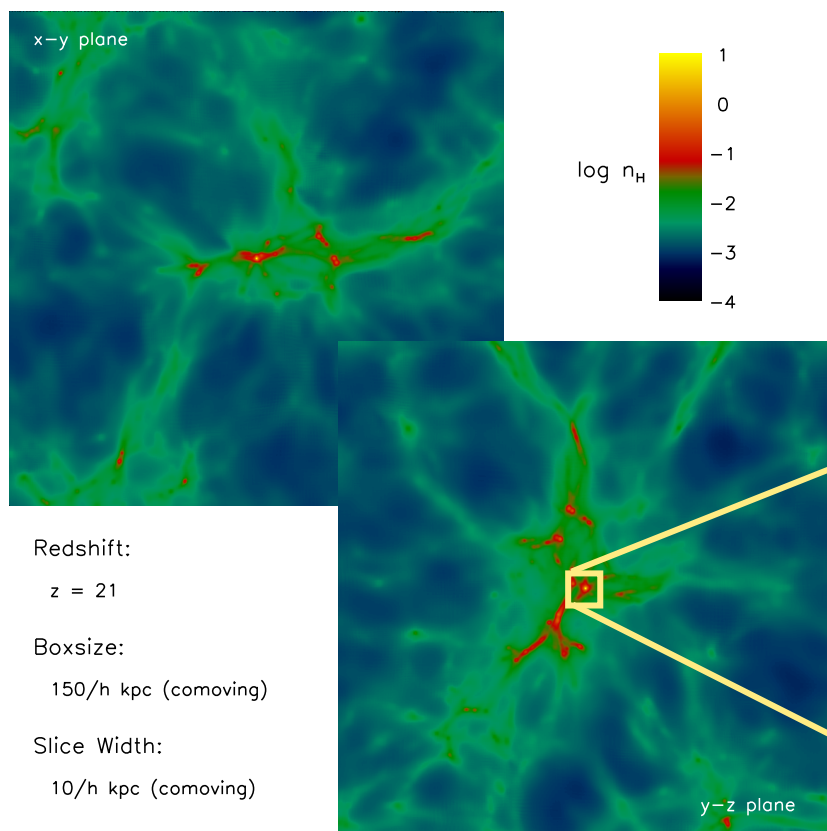 x-y plane
1
0
log nH
-1
-2
-3
-4
Redshift:
z = 21
Boxsize:
150/h kpc (comoving)
Slice Width:
10/h kpc (comoving)
y-z plane